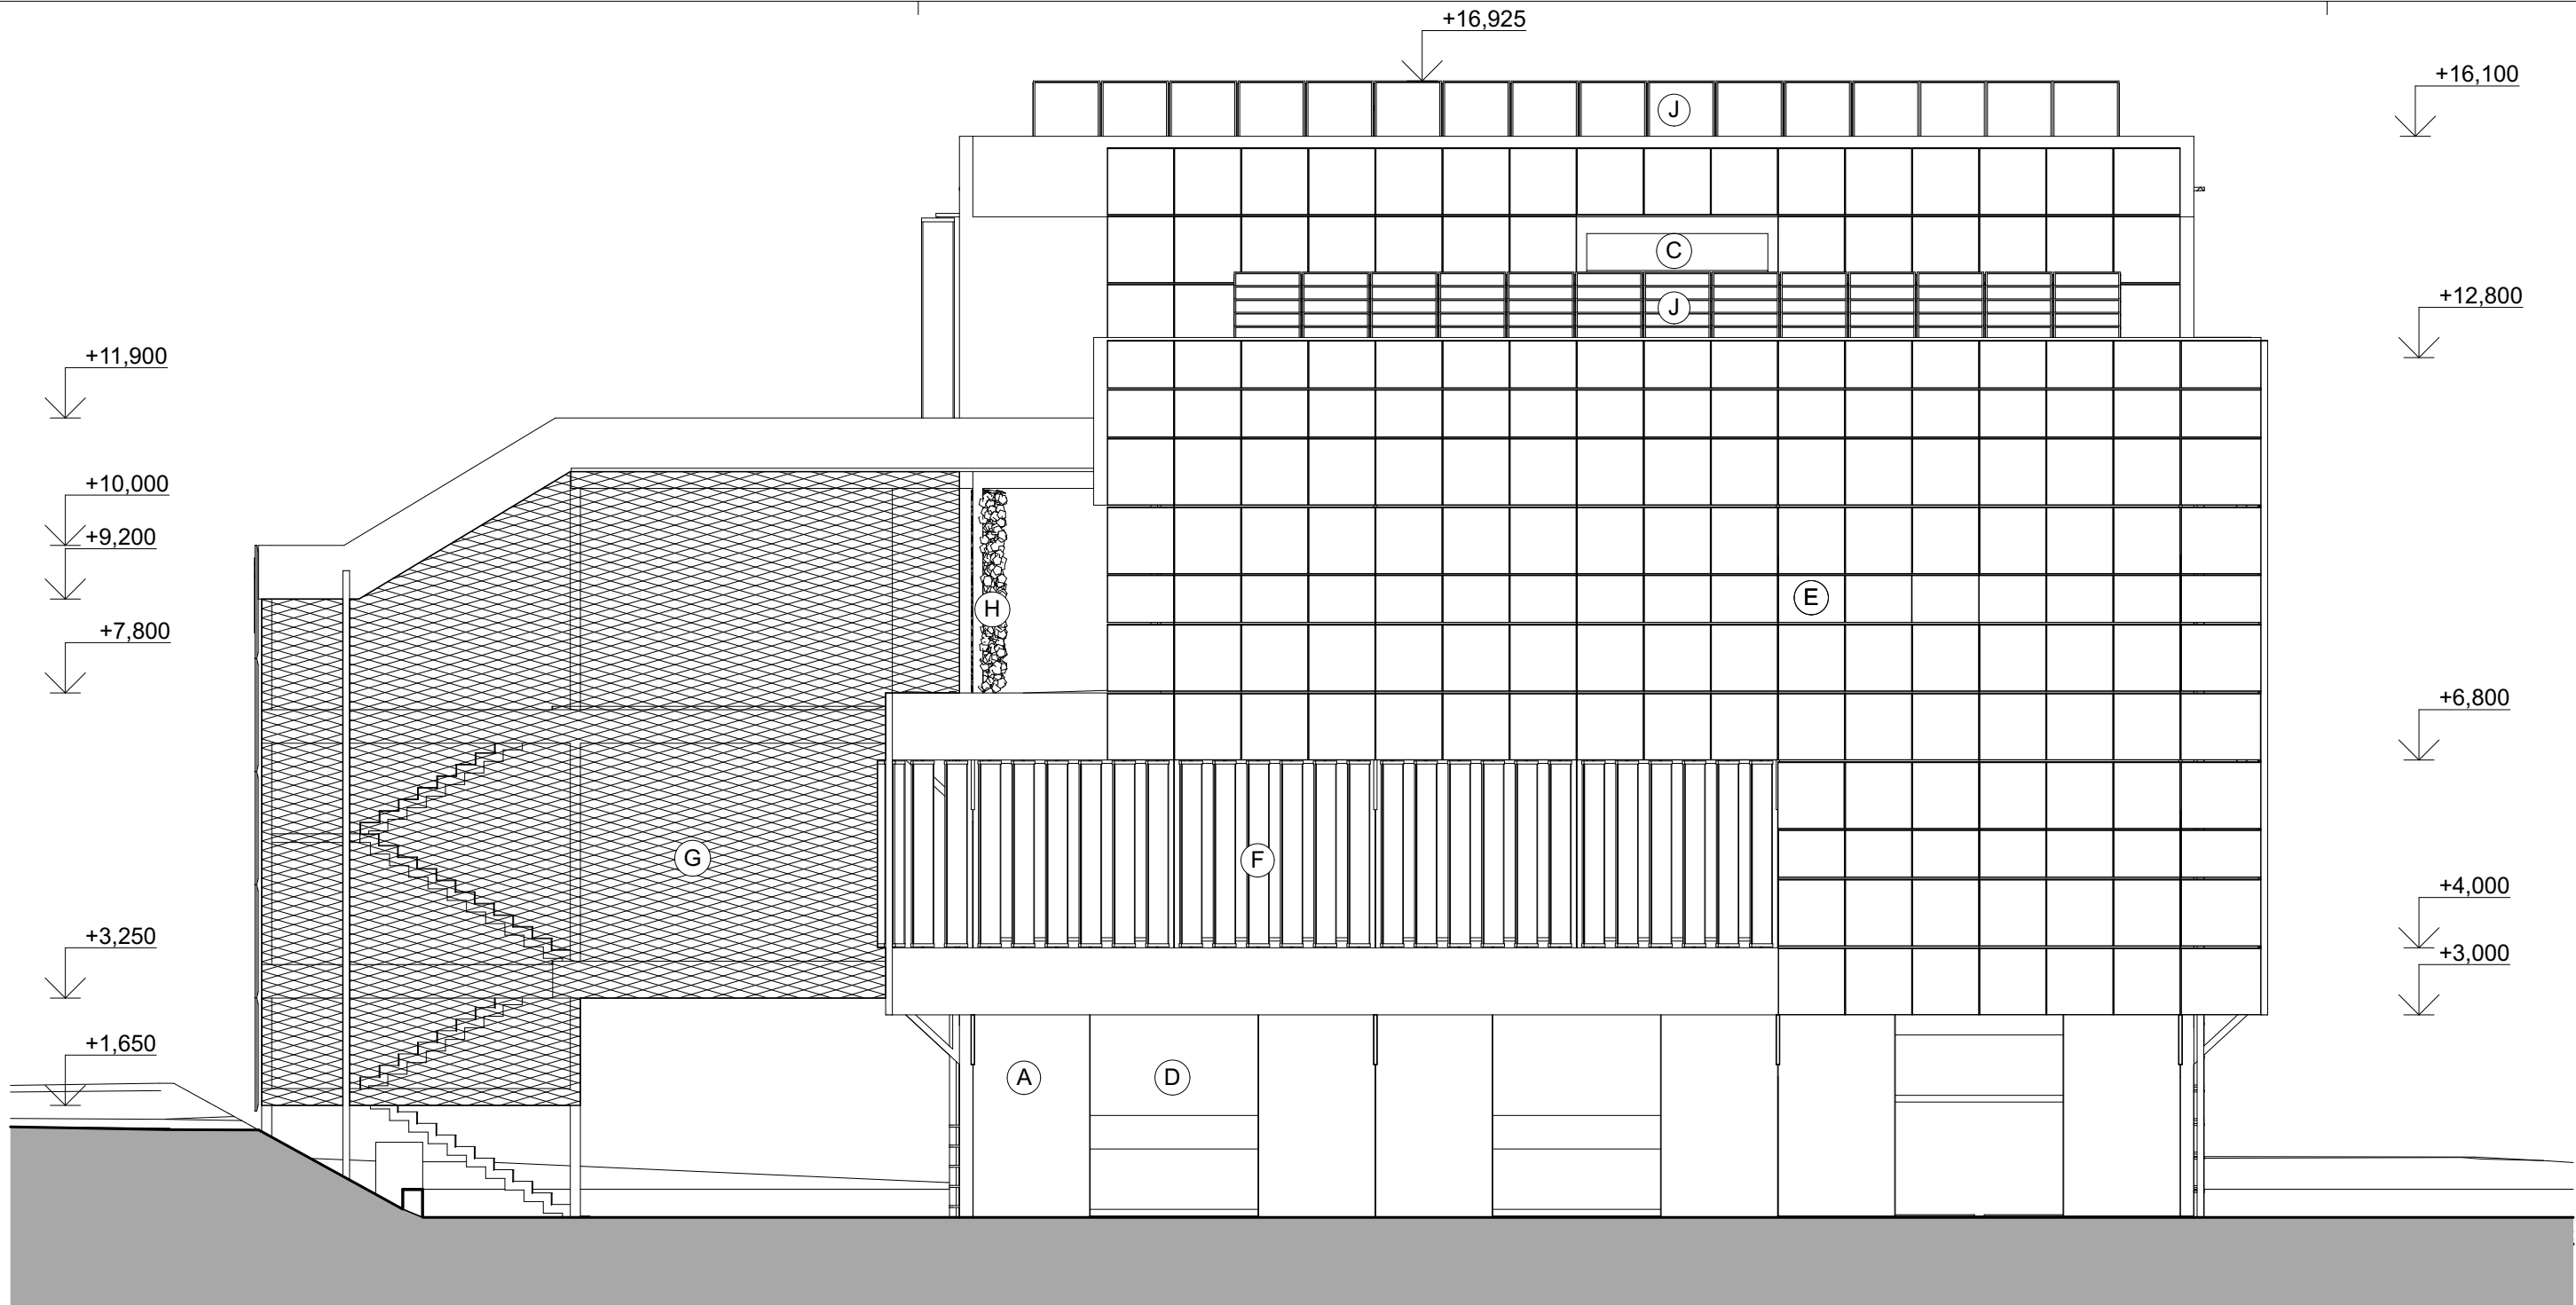 +16,925
+16,100
J
C
+12,800
J
+11,900
+10,000
+9,200
E
H
+7,800
+6,800
G
F
+4,000
+3,250
+3,000
+1,650
A
D